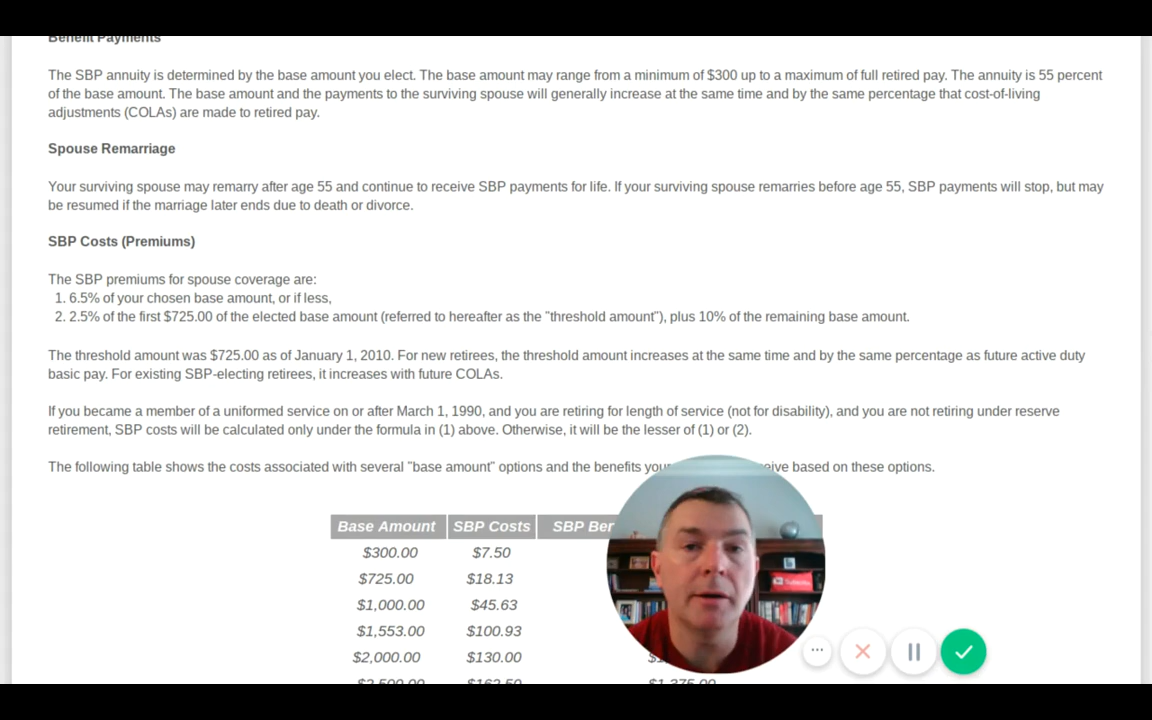 Benefit Payments
The SBP annuity is determined by the base amount you elect. The base amount may range from a minimum of $300 up to a maximum of full retired pay. The annuity is 55 percent
of the base amount. The base amount and the payments to the surviving spouse will generally increase at the same time and by the same percentage that cost-of-living
adjustments (COLAs) are made to retired pay.
Spouse Remarriage
Your surviving spouse may remarry after age 55 and continue to receive SBP payments for life. If your surviving spouse remarries before age 55, SBP payments will stop, but may
be resumed if the marriage later ends due to death or divorce.
SBP Costs (Premiums)
The SBP premiums for spouse coverage are:
1. 6.5% of your chosen base amount, or if less,
2. 2.5% of the first $725.00 of the elected base amount (referred to hereafter as the "threshold amount"), plus 10% of the remaining base amount.
The threshold amount was $725.00 as of January 1, 2010. For new retirees, the threshold amount increases at the same time and by the same percentage as future active duty
basic pay. For existing SBP-electing retirees, it increases with future COLAs.
If you became a member of a uniformed service on or after March 1, 1990, and you are retiring for length of service (not for disability), and you are not retiring under reserve
retirement, SBP costs will be calculated only under the formula in (1) above. Otherwise, it will be the lesser of (1) or (2).
The following table shows the costs associated with several "base amount" options and the benefits based on these options.
Base Amount SBP Costs SBP
$300.00 $7.50
$725.00 $18.13
$1,000.00 $45.63
$1,553.00 $100.93
$2,000.00 $130.00
$2,500.00 $162.50 $1,375.00